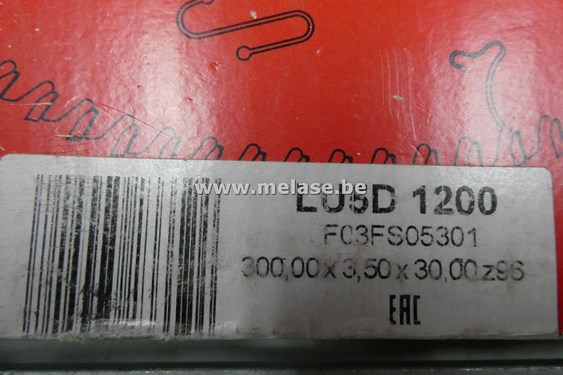 www.melase.be
LU5D 1200
F03FS05301
300,00 x 3,50 x 30,00 z96
EAC